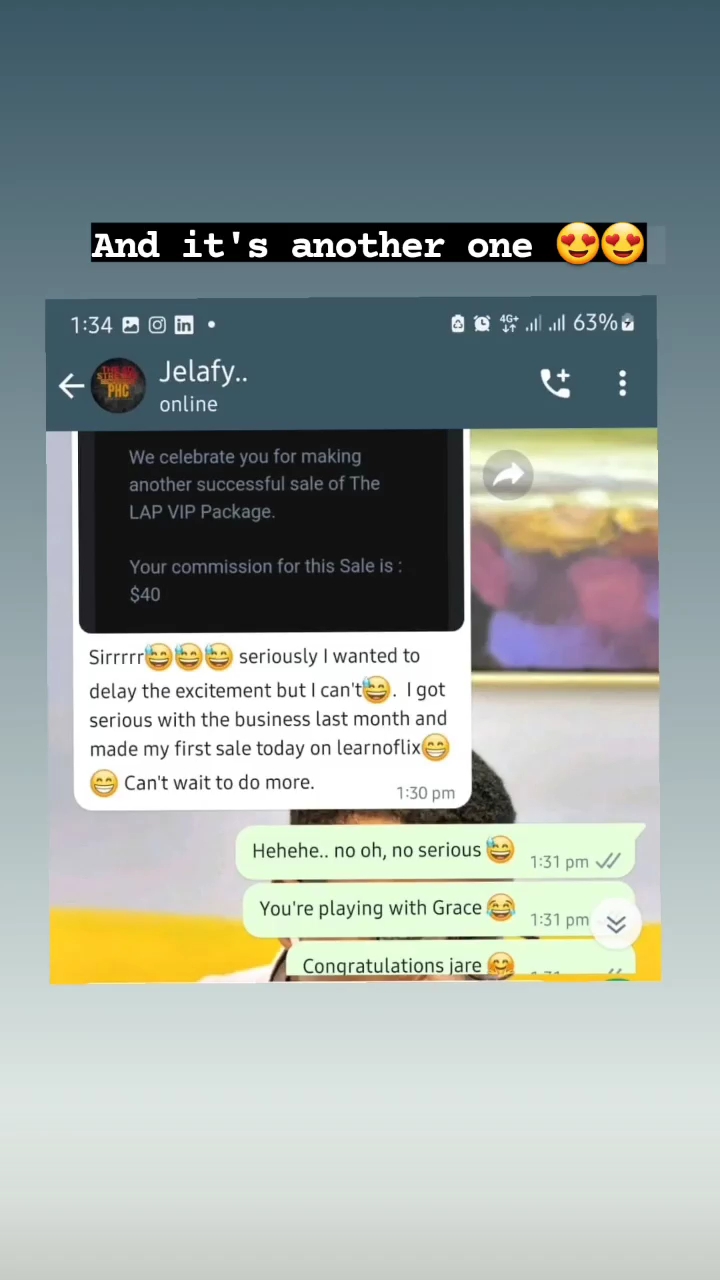 And it's another one 😍😍
1:34
63%
THE
STREET
PHC
Jelafy..
online
We celebrate you for making
another successful sale of The
LAP VIP Package.
Your commission for this Sale is :
$40
Sirrrrr😅😅😅 seriously I wanted to
delay the excitement but I can't😅. I got
serious with the business last month and
made my first sale today on learnoflix😁
😁 Can't wait to do more.
1:30 pm
Hehehe.. no oh, no serious 😅
1:31 pm
You're playing with Grace 😂
1:31 pm
Congratulations jare 🤗